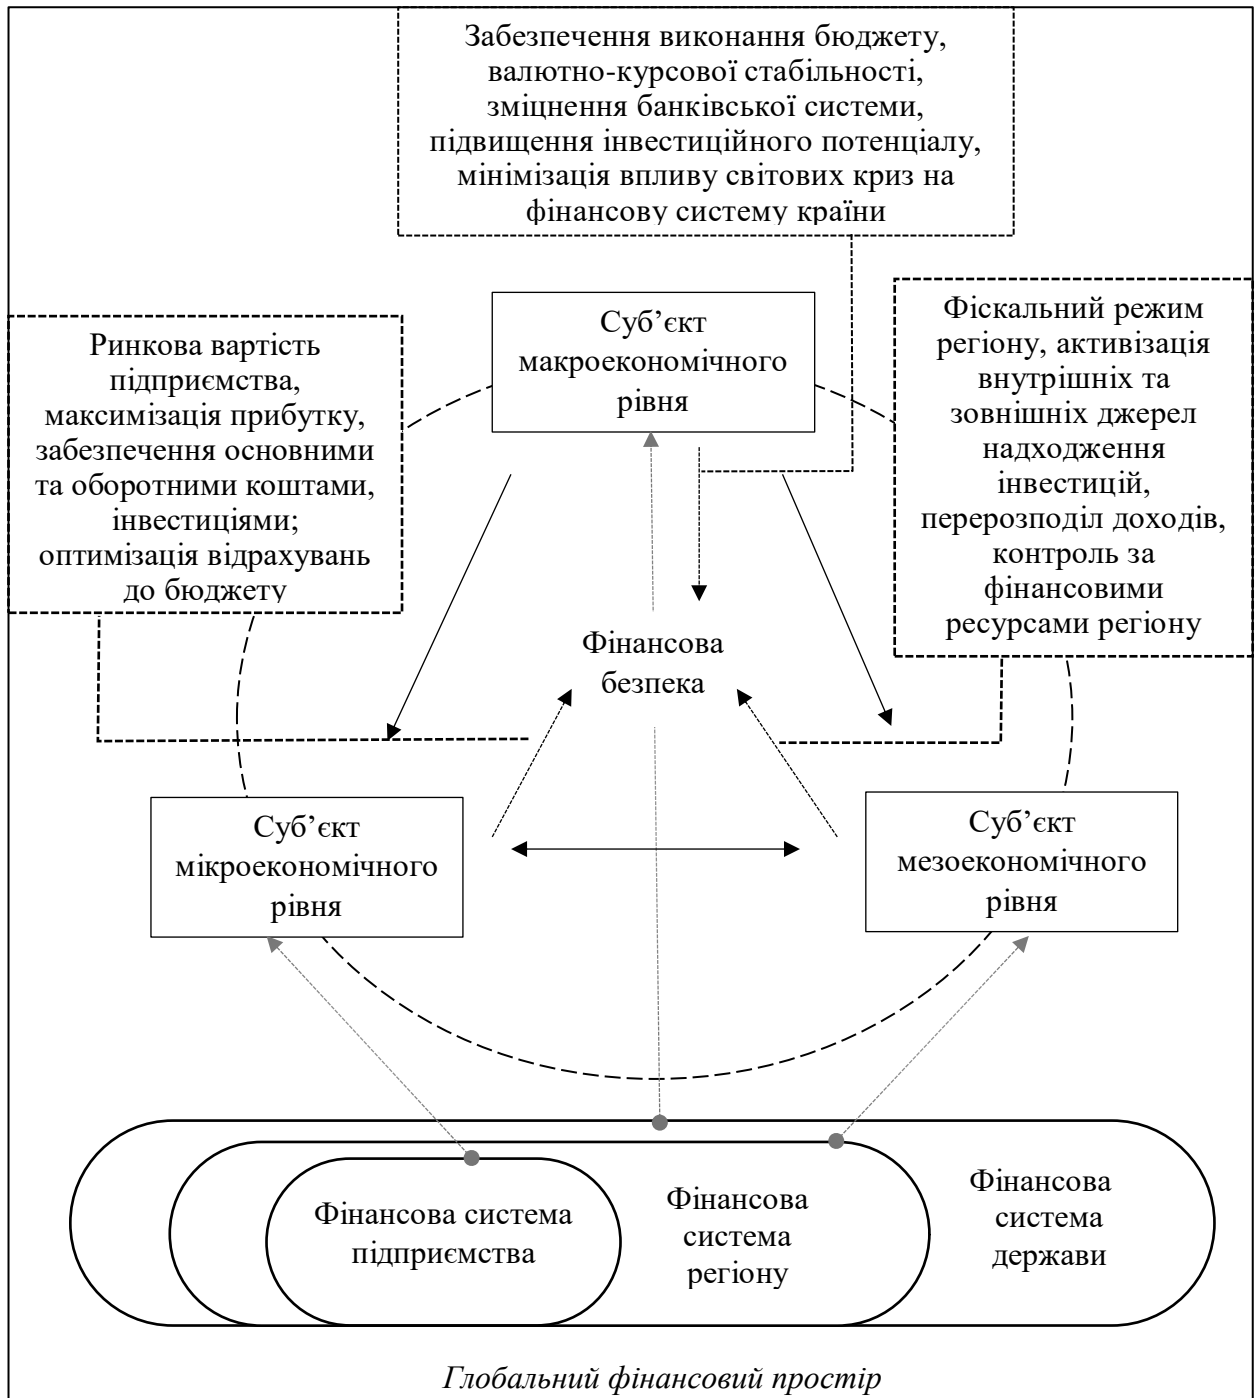 Забезпечення виконання бюджету,
валютно-курсової стабільності,
зміцнення банківської системи,
підвищення інвестиційного потенціалу,
мінімізація впливу світових криз на
фінансову систему країни
Суб’єкт
макроекономічного
рівня
Ринкова вартість
підприємства,
максимізація прибутку,
забезпечення основними
та оборотними коштами,
інвестиціями;
оптимізація відрахувань
до бюджету
Фіскальний режим
регіону, активізація
внутрішніх та
зовнішніх джерел
надходження
інвестицій,
перерозподіл доходів,
контроль за
фінансовими
ресурсами регіону
Фінансова
безпека
Суб’єкт
мікроекономічного
рівня
Суб’єкт
мезоекономічного
рівня
Фінансова система
підприємства
Фінансова
система
регіону
Фінансова
система
держави
Глобальний фінансовий простір